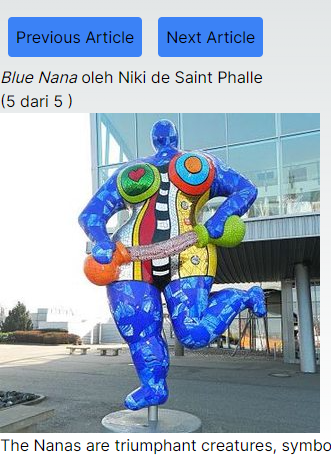 Previous Article
Next Article
Blue Nana oleh Niki de Saint Phalle
(5 dari 5 )
The Nanas are triumphant creatures, symbo